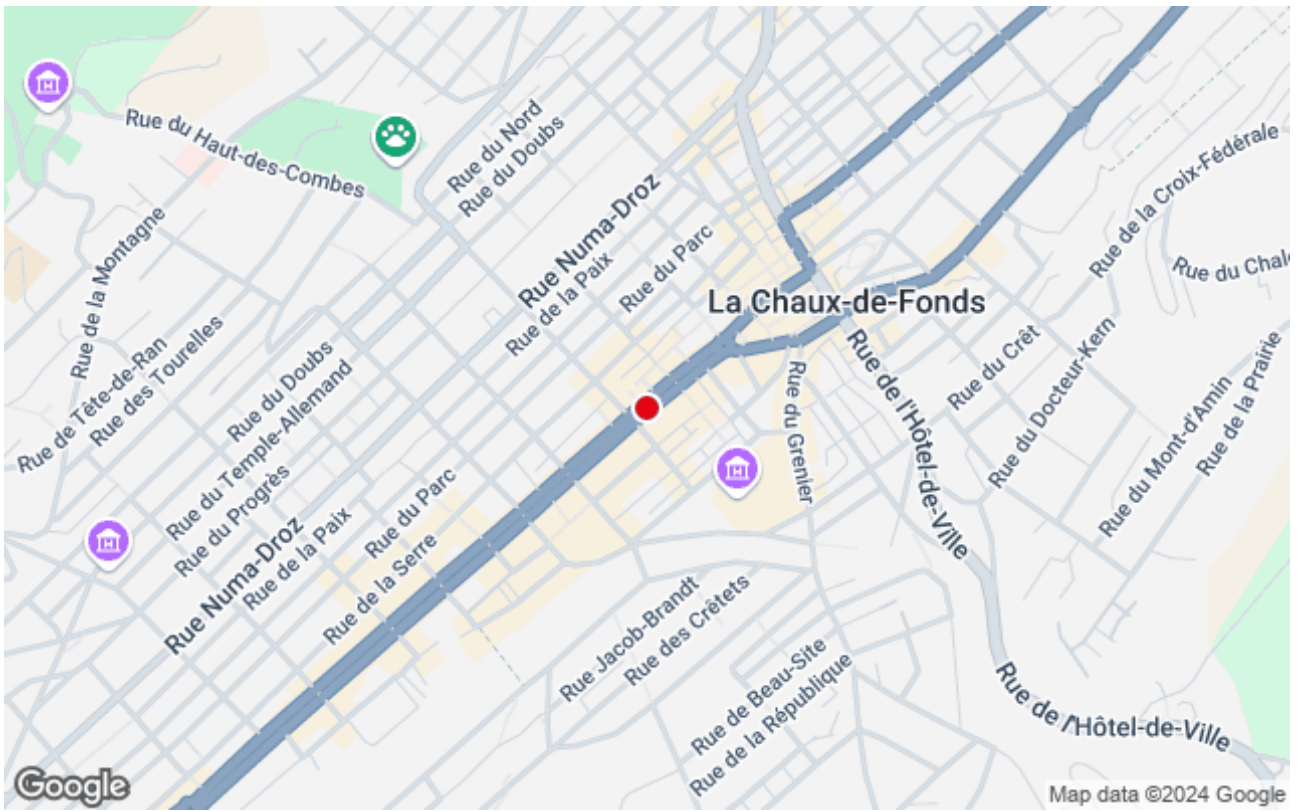 Rue du Haut-des-Combes
Rue du Nord
Rue du Doubs
Rue de la Croix-Fédérale
Rue Numa-Droz
Rue de la Paix
Rue du Parc
Rue de la Montagne
Rue du Chale
La Chaux-de-Fonds
Rue de Tête-de-Ran
Rue des Tourelles
Rue du Doubs
Rue du Temple-Allemand
Rue du Progrès
Rue Numa-Droz
Rue de la Paix
Rue du Parc
Rue de la Serre
Rue du Grenier
Rue de l'Hôtel-de-Ville
Rue du Crêt
Rue du Docteur-Kern
Rue du Mont-d'Amin
Rue de la Prairie
Rue Jacob-Brandt
Rue des Crêtets
Rue de Beau-Site
Rue de la République
Rue de l'Hôtel-de-Ville
Google
Map data ©2024 Google